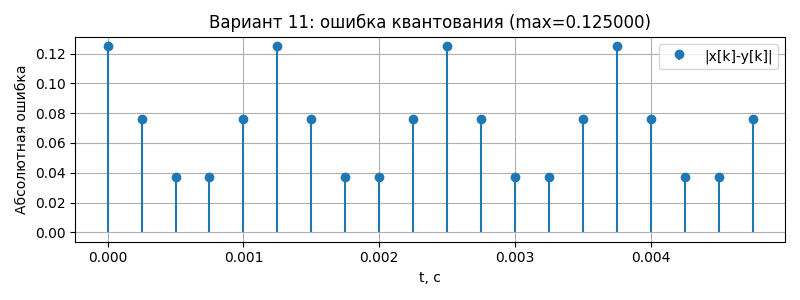 Вариант 11: ошибка квантования (max=0.125000)
|x[k]-y[k]|
Абсолютная ошибка
0.12
0.10
0.08
0.06
0.04
0.02
0.00
0.000 0.001 0.002 0.003 0.004
t, с